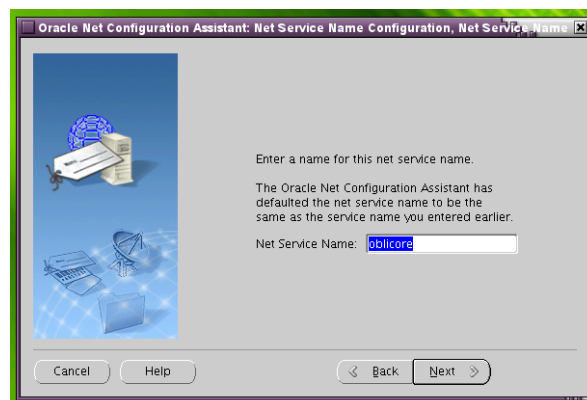 Oracle Net Configuration Assistant: Net Service Name Configuration, Net Service Name
Enter a name for this net service name.
The Oracle Net Configuration Assistant has
defaulted the net service name to be the
same as the service name you entered earlier.
Net Service Name: oblicore
Cancel Help Back Next